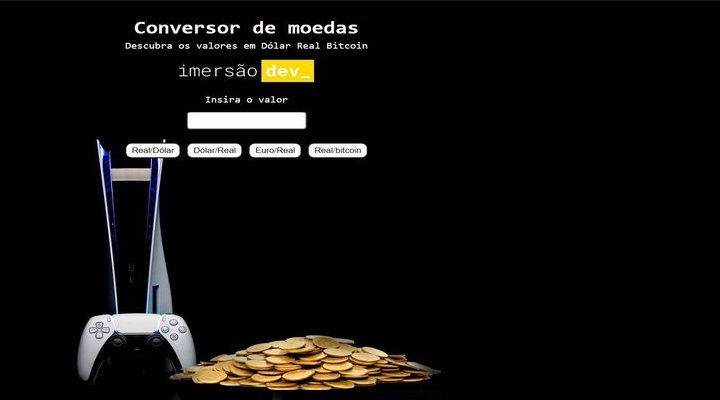 Conversor de moedas
Descubra os valores em Dólar Real Bitcoin
imersão dev_
Insira o valor
Real/Dólar Dólar/Real Euro/Real Real/bitcoin